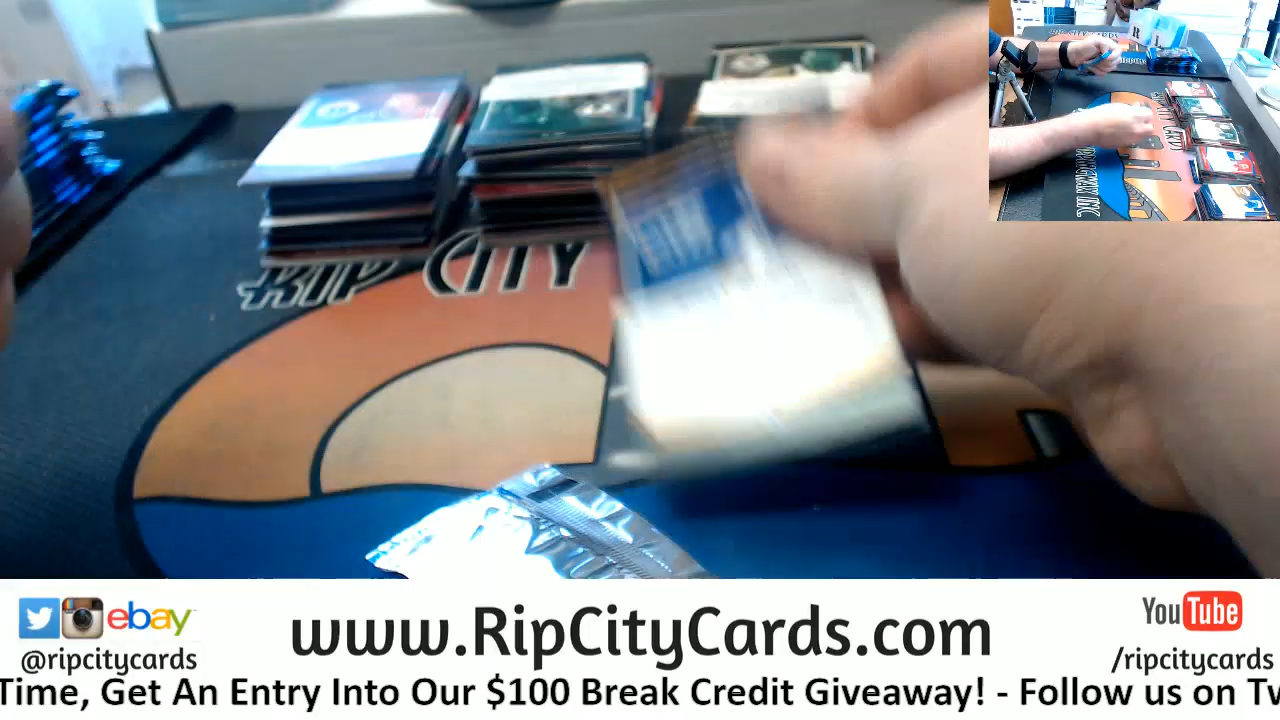 RIP CITY
ebay
@ripcitycards
www.RipCityCards.com
YouTube
/ripcitycards
Time, Get An Entry Into Our $100 Break Credit Giveaway! - Follow us on Tw